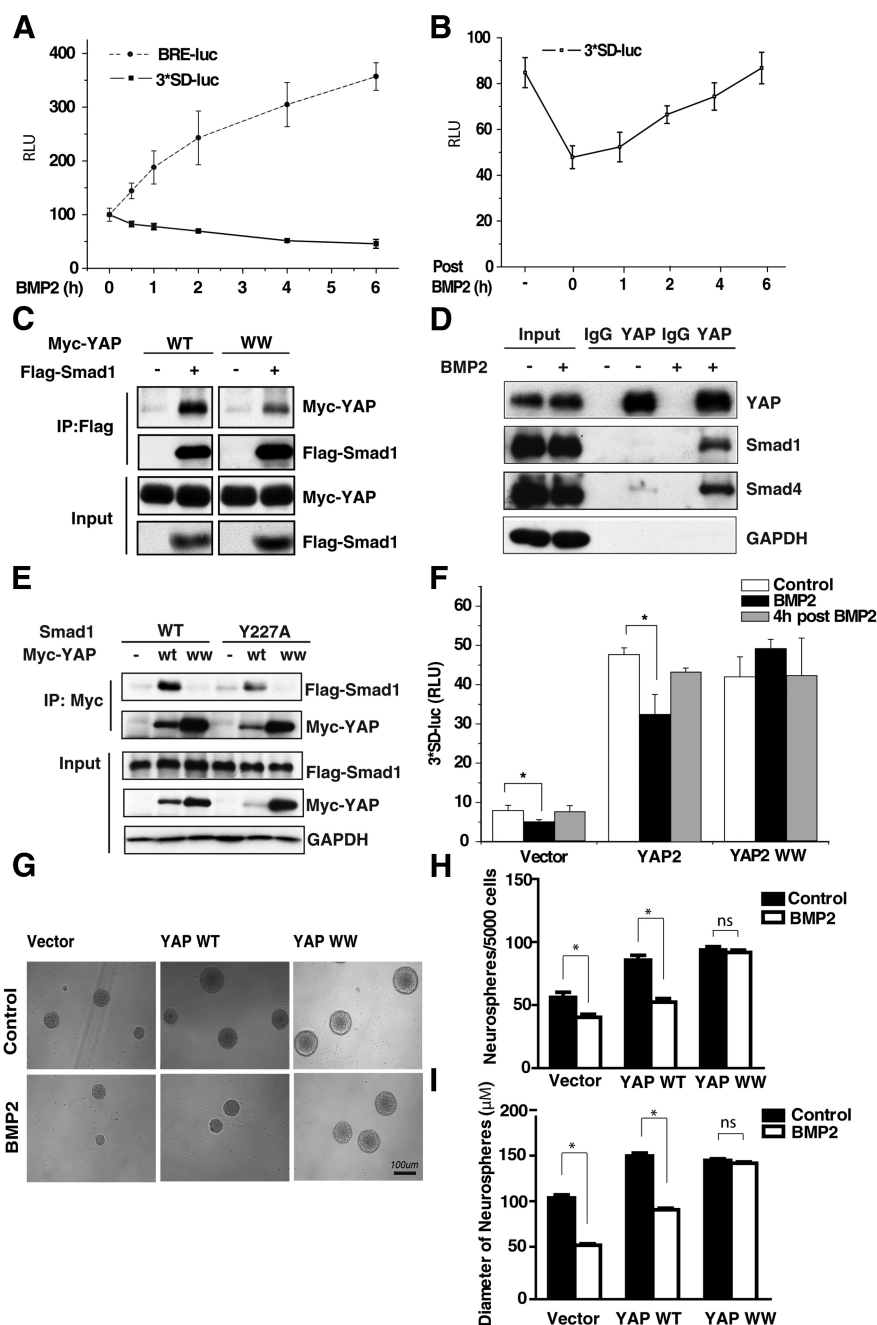 A
400
300
200
100
0
RLU
BRE-luc
3*SD-luc
BMP2 (h) 0 1 2 4 6
B
100
80
60
40
20
0
RLU
3*SD-luc
Post
BMP2 (h) - 0 1 2 4 6
C
Myc-YAP WT WW
Flag-Smad1 - + - +
IP:Flag
Myc-YAP
Flag-Smad1
Input
Myc-YAP
Flag-Smad1
D
Input IgG YAP IgG YAP
BMP2 - + - - + +
YAP
Smad1
Smad4
GAPDH
E
Smad1 WT Y227A
Myc-YAP - wt ww - wt ww
IP: Myc
Flag-Smad1
Myc-YAP
Input
Flag-Smad1
Myc-YAP
GAPDH
F
60
50
40
30
20
10
0
3*SD-luc (RLU)
Control
BMP2
4h post BMP2
*
*
Vector YAP2 YAP2 WW
G
Vector YAP WT YAP WW
Control
BMP2
100um
H
150
100
50
0
Neurospheres/5000 cells
Control
BMP2
*
*
ns
Vector YAP WT YAP WW
I
200
150
100
50
0
Diameter of Neurospheres (µM)
Control
BMP2
*
*
ns
Vector YAP WT YAP WW